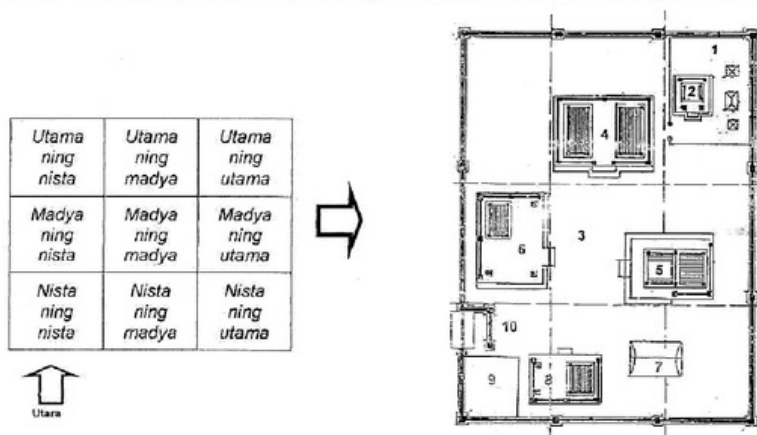 Utama
ning
nista
Utama
ning
madya
Utama
ning
utama
Madya
ning
nista
Madya
ning
madya
Madya
ning
utama
Nista
ning
nista
Nista
ning
madya
Nista
ning
utama
Utara
1
2
4
3
6
5
10
7
9
8